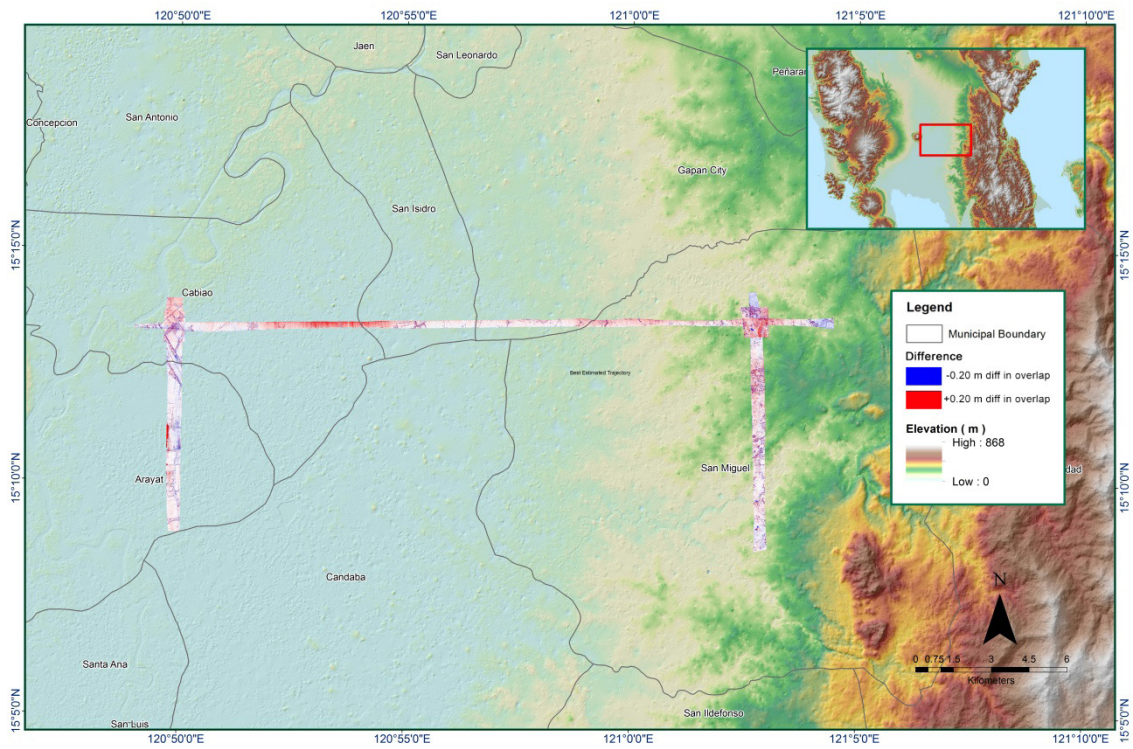 120°50'0"E
120°55'0"E
121°0'0"E
121°5'0"E
121°10'0"E
Jaen
San Leonardo
Concepcion
San Antonio
Gapan City
San Isidro
15°15'0"N
15°15'0"N
Cabiao
Best Estimated Trajectory
Legend
Municipal Boundary
Difference
-0.20 m diff in overlap
+0.20 m diff in overlap
Elevation ( m )
High : 868
Low : 0
San Miguel
Arayat
15°10'0"N
15°10'0"N
Candaba
N
0 0.75 1.5 3 4.5 6
Kilometers
Santa Ana
San Luis
San Ildefonso
15°5'0"N
15°5'0"N
120°50'0"E
120°55'0"E
121°0'0"E
121°5'0"E
121°10'0"E